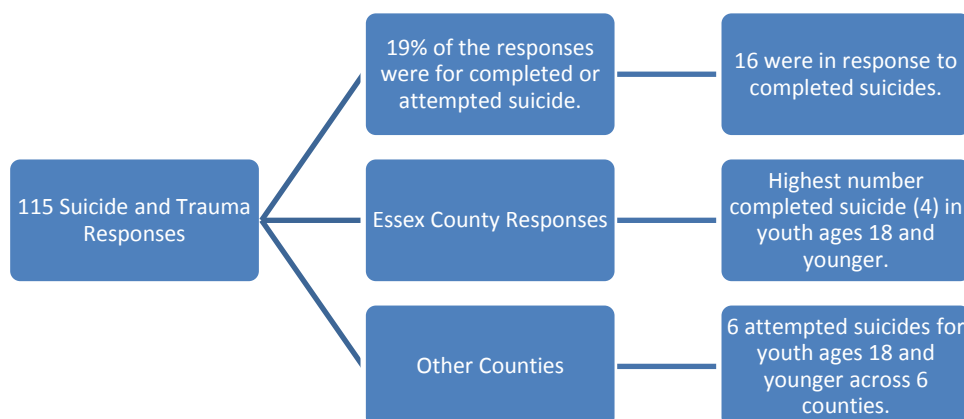 115 Suicide and Trauma
Responses
19% of the responses
were for completed or
attempted suicide.
16 were in response to
completed suicides.
Essex County Responses
Highest number
completed suicide (4) in
youth ages 18 and
younger.
Other Counties
6 attempted suicides for
youth ages 18 and
younger across 6
counties.